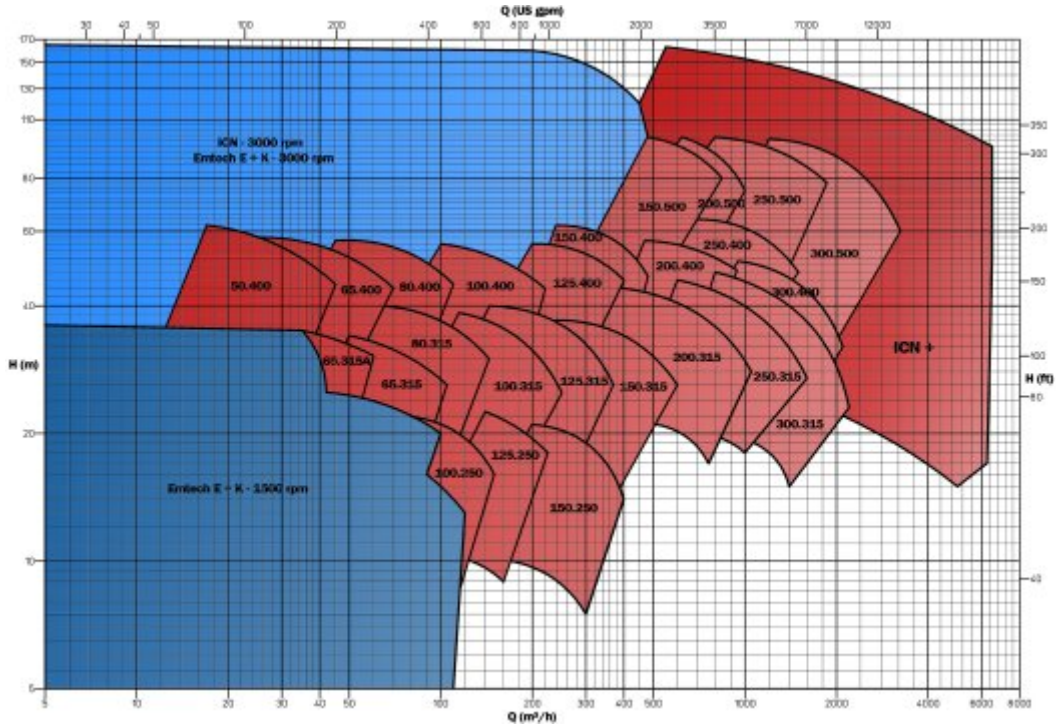 Q (US gpm)
30 40 50 100 200 400 600 800 1000 2000 3500 7000 12000
170
150
130
110
80
60
40
H (m)
20
10
5
350
300
200
150
100
H (ft)
80
40
ICN - 3000 rpm
Emtech E + K - 3000 rpm
150.500 200.500 250.500
150.400 250.400 300.500
50.400 65.400 80.400 100.400 125.400 200.400 300.400
65.315A 80.315 200.315 ICN +
65.315 100.315 125.315 150.315 250.315
300.315
100.250 125.250
150.250
Emtech E + K - 1500 rpm
5 10 20 30 40 50 100 200 300 400 500 1000 2000 4000 6000 8000
Q (m³/h)